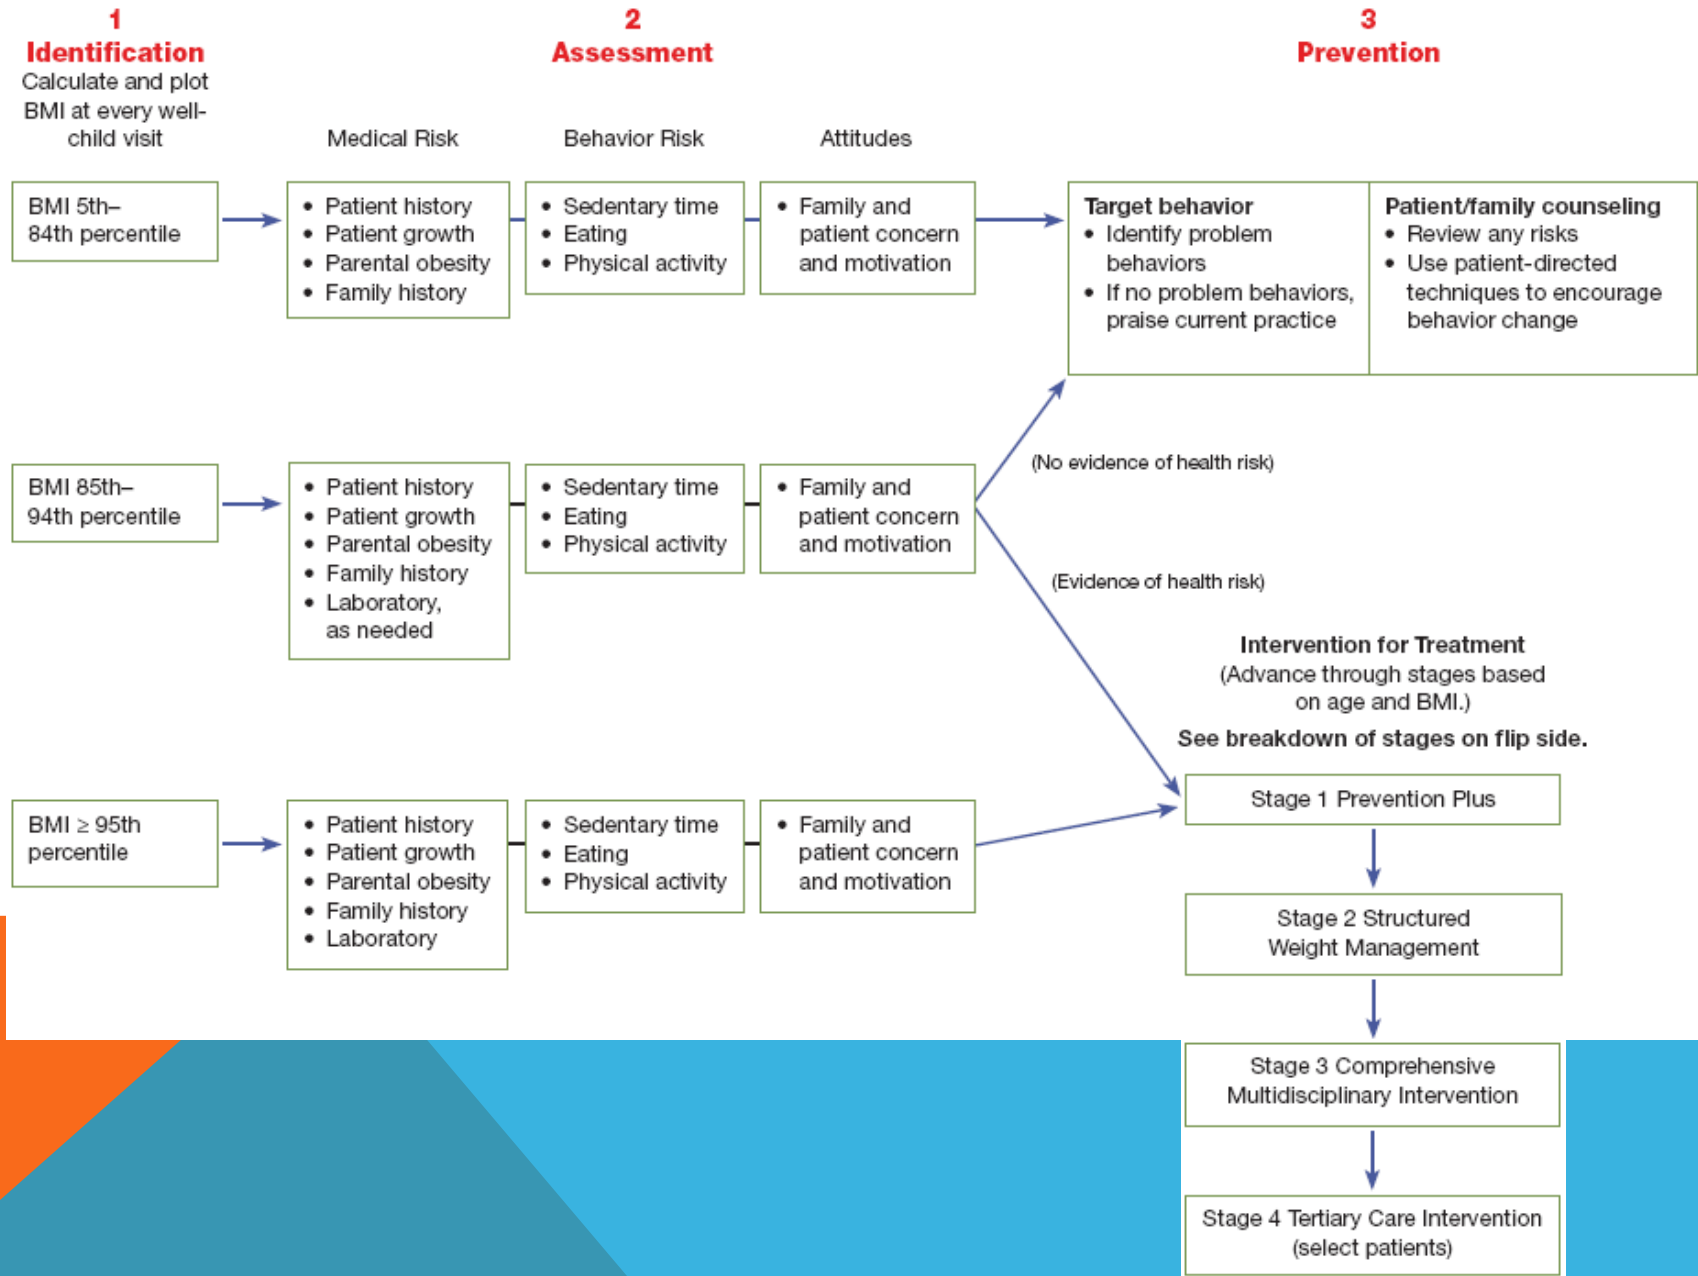 1
Identification
Calculate and plot
BMI at every well-
child visit
2
Assessment
Medical Risk
Behavior Risk
Attitudes
3
Prevention
BMI 5th–
84th percentile
• Patient history
• Patient growth
• Parental obesity
• Family history
• Sedentary time
• Eating
• Physical activity
• Family and
patient concern
and motivation
Target behavior
• Identify problem
behaviors
• If no problem behaviors,
praise current practice
Patient/family counseling
• Review any risks
• Use patient-directed
techniques to encourage
behavior change
BMI 85th–
94th percentile
• Patient history
• Patient growth
• Parental obesity
• Family history
• Laboratory,
as needed
• Sedentary time
• Eating
• Physical activity
• Family and
patient concern
and motivation
(No evidence of health risk)
(Evidence of health risk)
Intervention for Treatment
(Advance through stages based
on age and BMI.)
See breakdown of stages on flip side.
BMI ≥ 95th
percentile
• Patient history
• Patient growth
• Parental obesity
• Family history
• Laboratory
• Sedentary time
• Eating
• Physical activity
• Family and
patient concern
and motivation
Stage 1 Prevention Plus
Stage 2 Structured
Weight Management
Stage 3 Comprehensive
Multidisciplinary Intervention
Stage 4 Tertiary Care Intervention
(select patients)